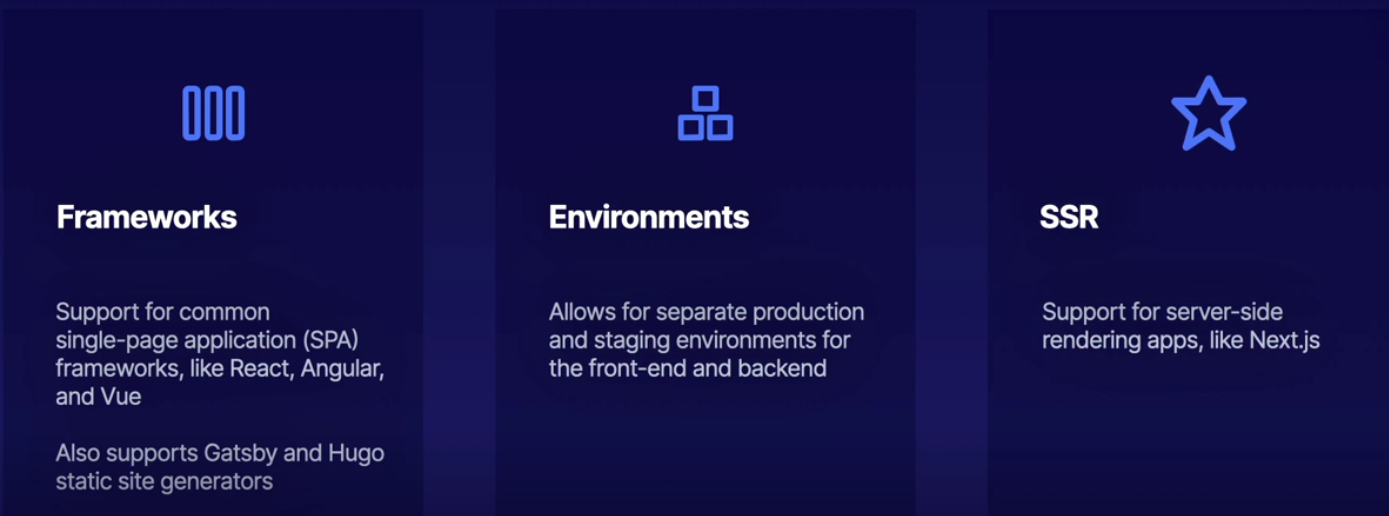 Frameworks
Support for common
single-page application (SPA)
frameworks, like React, Angular,
and Vue
Also supports Gatsby and Hugo
static site generators
Environments
Allows for separate production
and staging environments for
the front-end and backend
SSR
Support for server-side
rendering apps, like Next.js